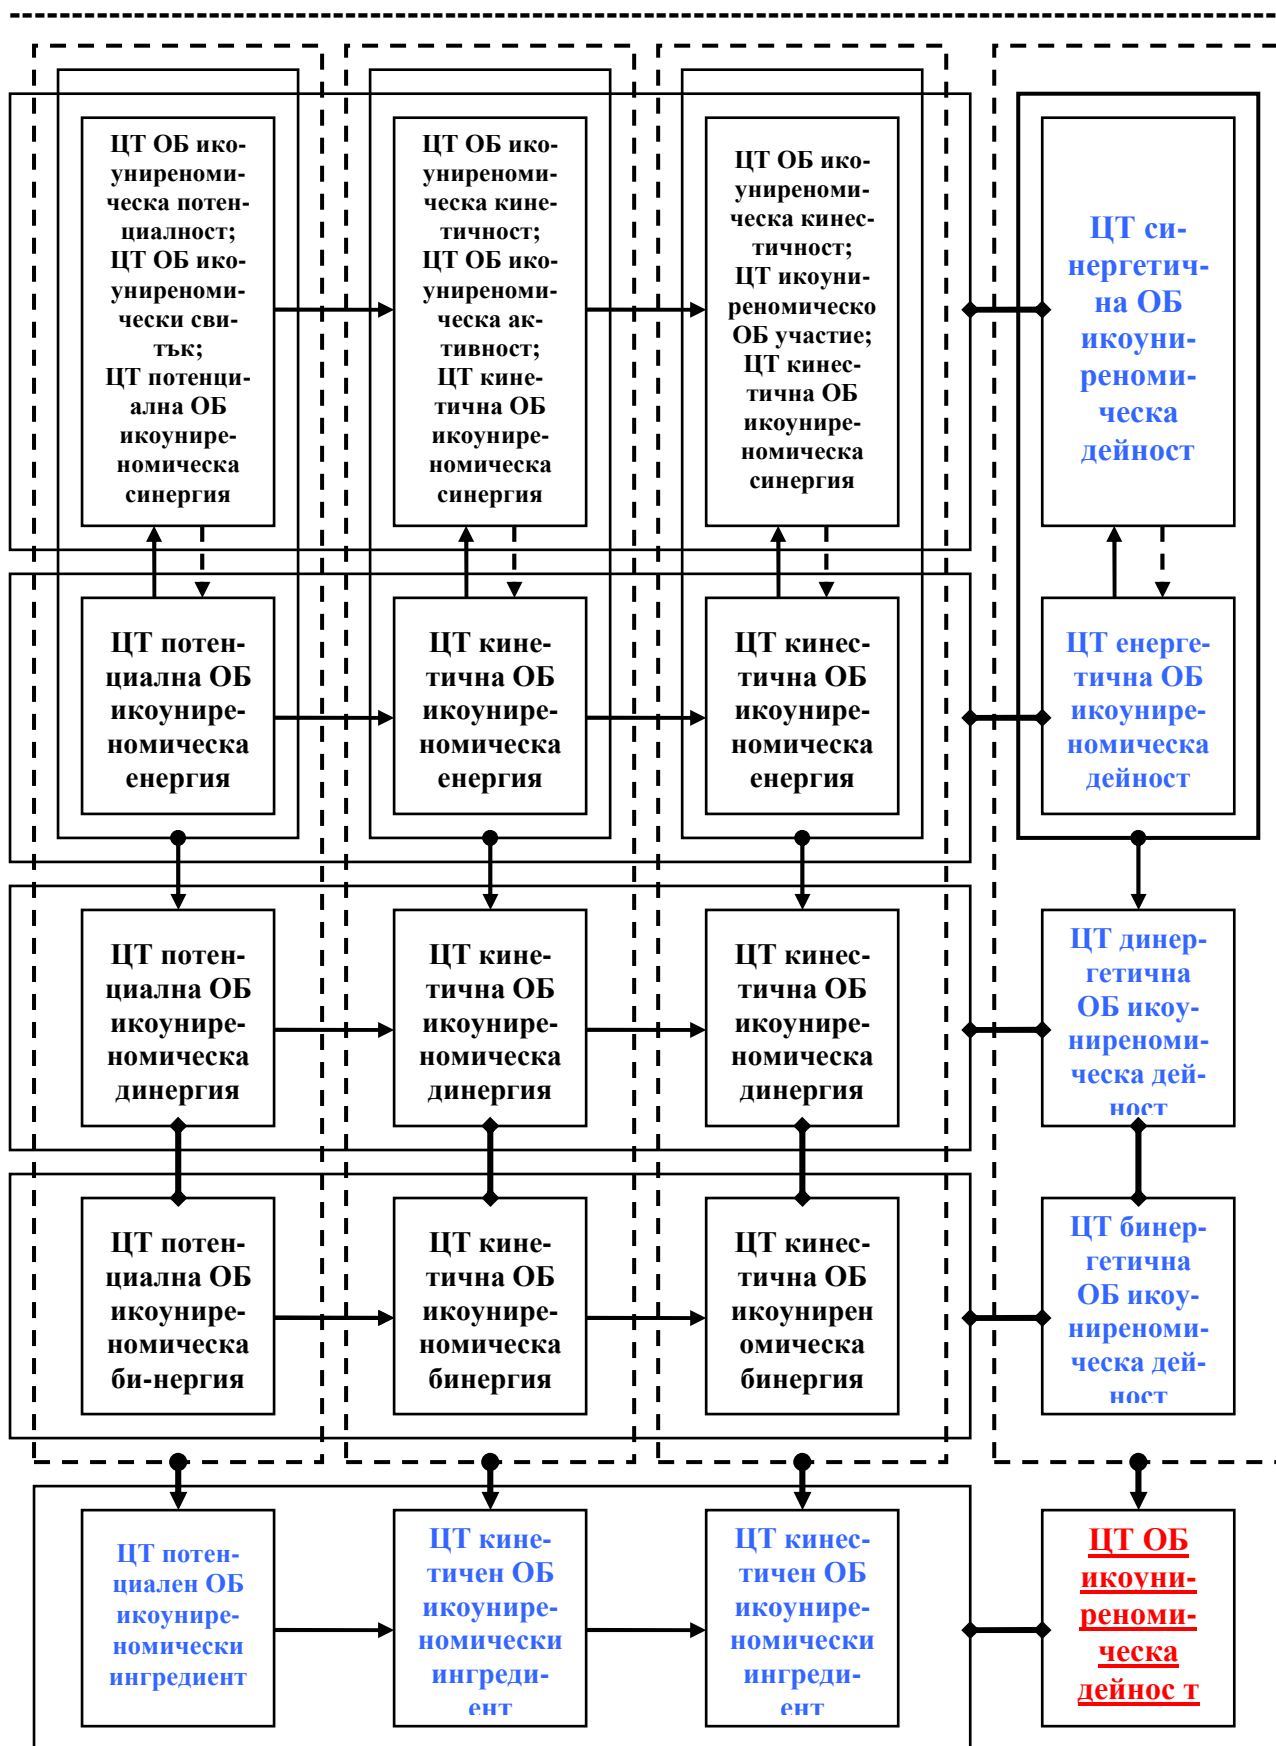 ЦТ ОБ ико-
униреноми-
ческа потен-
циалност;
ЦТ ОБ ико-
униреноми-
чески сви-
тък;
ЦТ потенци-
ална ОБ
икоунире-
номическа
синергия
ЦТ ОБ ико-
униреноми-
ческа кине-
тичност;
ЦТ ОБ ико-
униреноми-
ческа ак-
тивност;
ЦТ кине-
тична ОБ
икоунире-
номическа
синергия
ЦТ ОБ ико-
униреноми-
ческа кинес-
тичност;
ЦТ икоуни-
реномическо
ОБ участие;
ЦТ кинес-
тична ОБ
икоунире-
номическа
синергия
ЦТ си-
нергетич-
на ОБ
икоуни-
реноми-
ческа
дейност
ЦТ потен-
циална ОБ
икоунире-
номическа
енергия
ЦТ кине-
тична ОБ
икоунире-
номическа
енергия
ЦТ кинес-
тична ОБ
икоунире-
номическа
енергия
ЦТ енерге-
тична ОБ
икоунире-
номическа
дейност
ЦТ потен-
циална ОБ
икоунире-
номическа
динергия
ЦТ кине-
тична ОБ
икоунире-
номическа
динергия
ЦТ кинес-
тична ОБ
икоунире-
номическа
динергия
ЦТ динер-
гетична
ОБ икоу-
ниреноми-
ческа дей-
ност
ЦТ потен-
циална ОБ
икоунире-
номическа
би-нергия
ЦТ кине-
тична ОБ
икоунире-
номическа
бинергия
ЦТ кинес-
тична ОБ
икоунирен
омическа
бинергия
ЦТ бинер-
гетична
ОБ икоу-
ниреноми-
ческа дей-
ност
ЦТ потен-
циален ОБ
икоунире-
номически
ингредиент
ЦТ кине-
тичен ОБ
икоунире-
номически
ингреди-
ент
ЦТ кинес-
тичен ОБ
икоунире-
номически
ингреди-
ент
ЦТ ОБ
икоуни-
реноми-
ческа
дейнос т